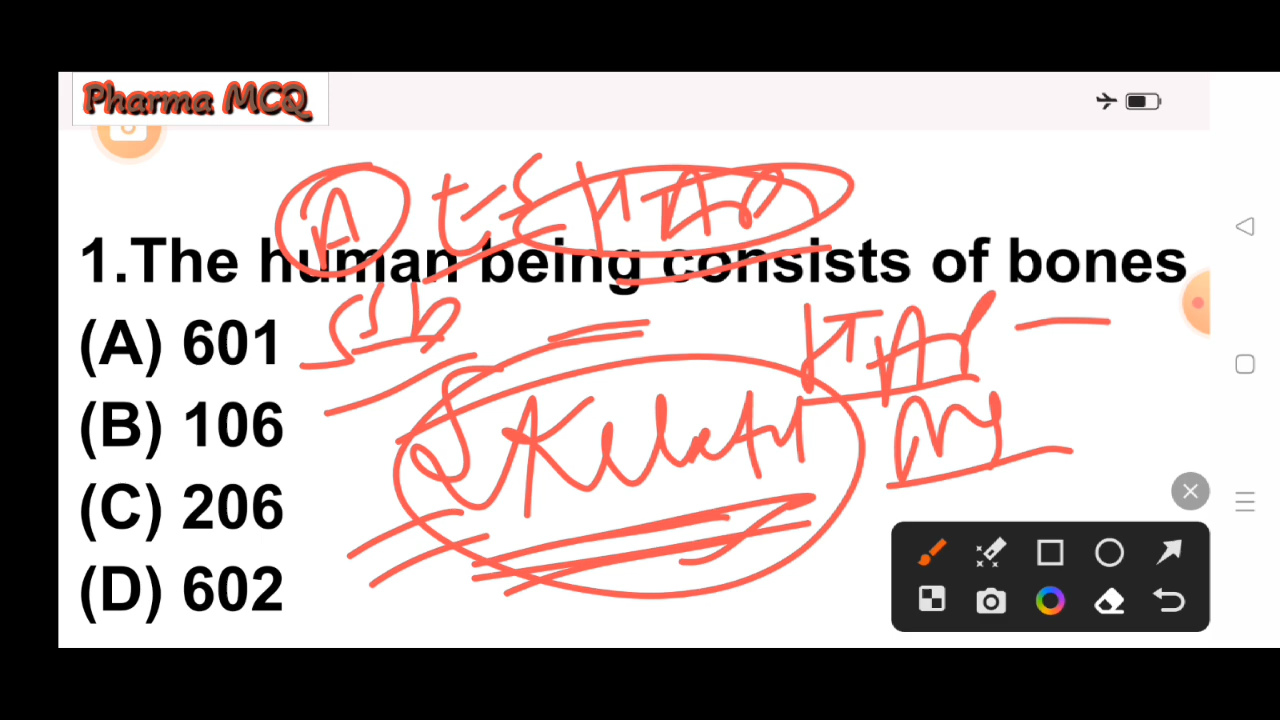 Pharma MCQ
A
1.The human being consists of bones
(A) 601
(B) 106
(C) 206
(D) 602